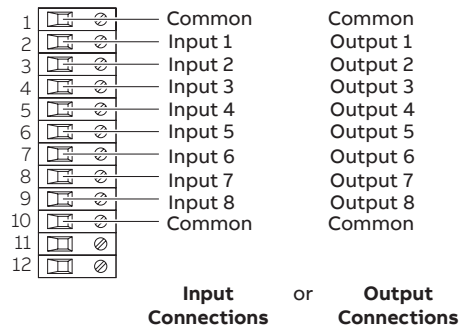 1 Common Common
2 Input 1 Output 1
3 Input 2 Output 2
4 Input 3 Output 3
5 Input 4 Output 4
6 Input 5 Output 5
7 Input 6 Output 6
8 Input 7 Output 7
9 Input 8 Output 8
10 Common Common
11
12
Input or Output
Connections Connections